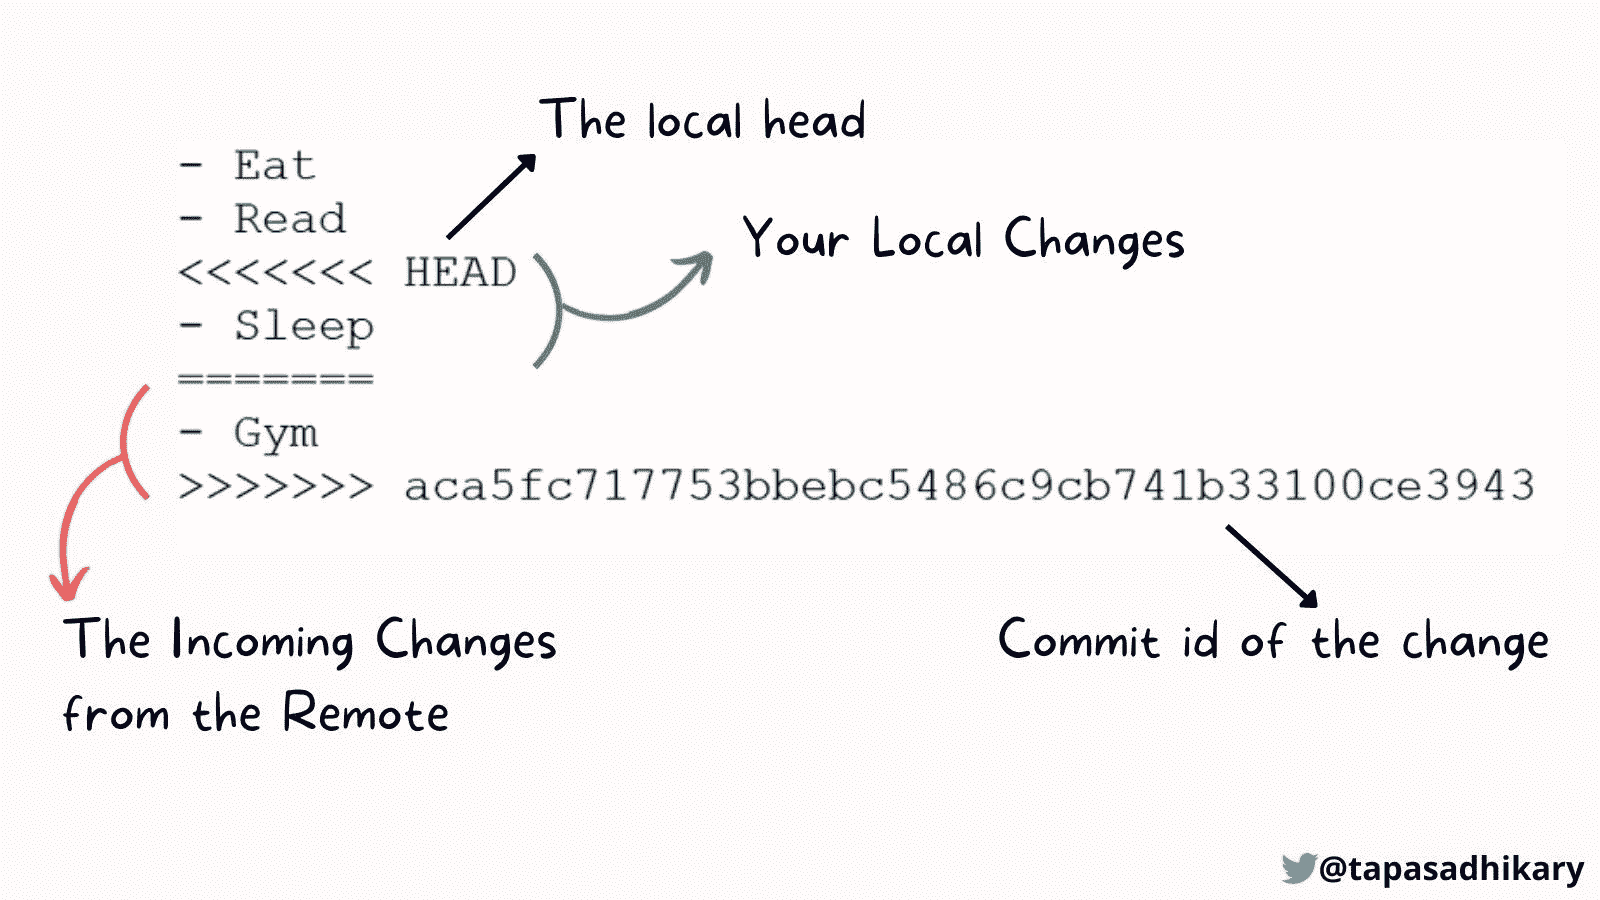 The local head
- Eat
- Read
Your Local Changes
<<<<<<< HEAD
- Sleep
=======
- Gym
>>>>>>> aca5fc717753bbebc5486c9cb741b33100ce3943
The Incoming Changes
from the Remote
Commit id of the change
@tapasadhikary